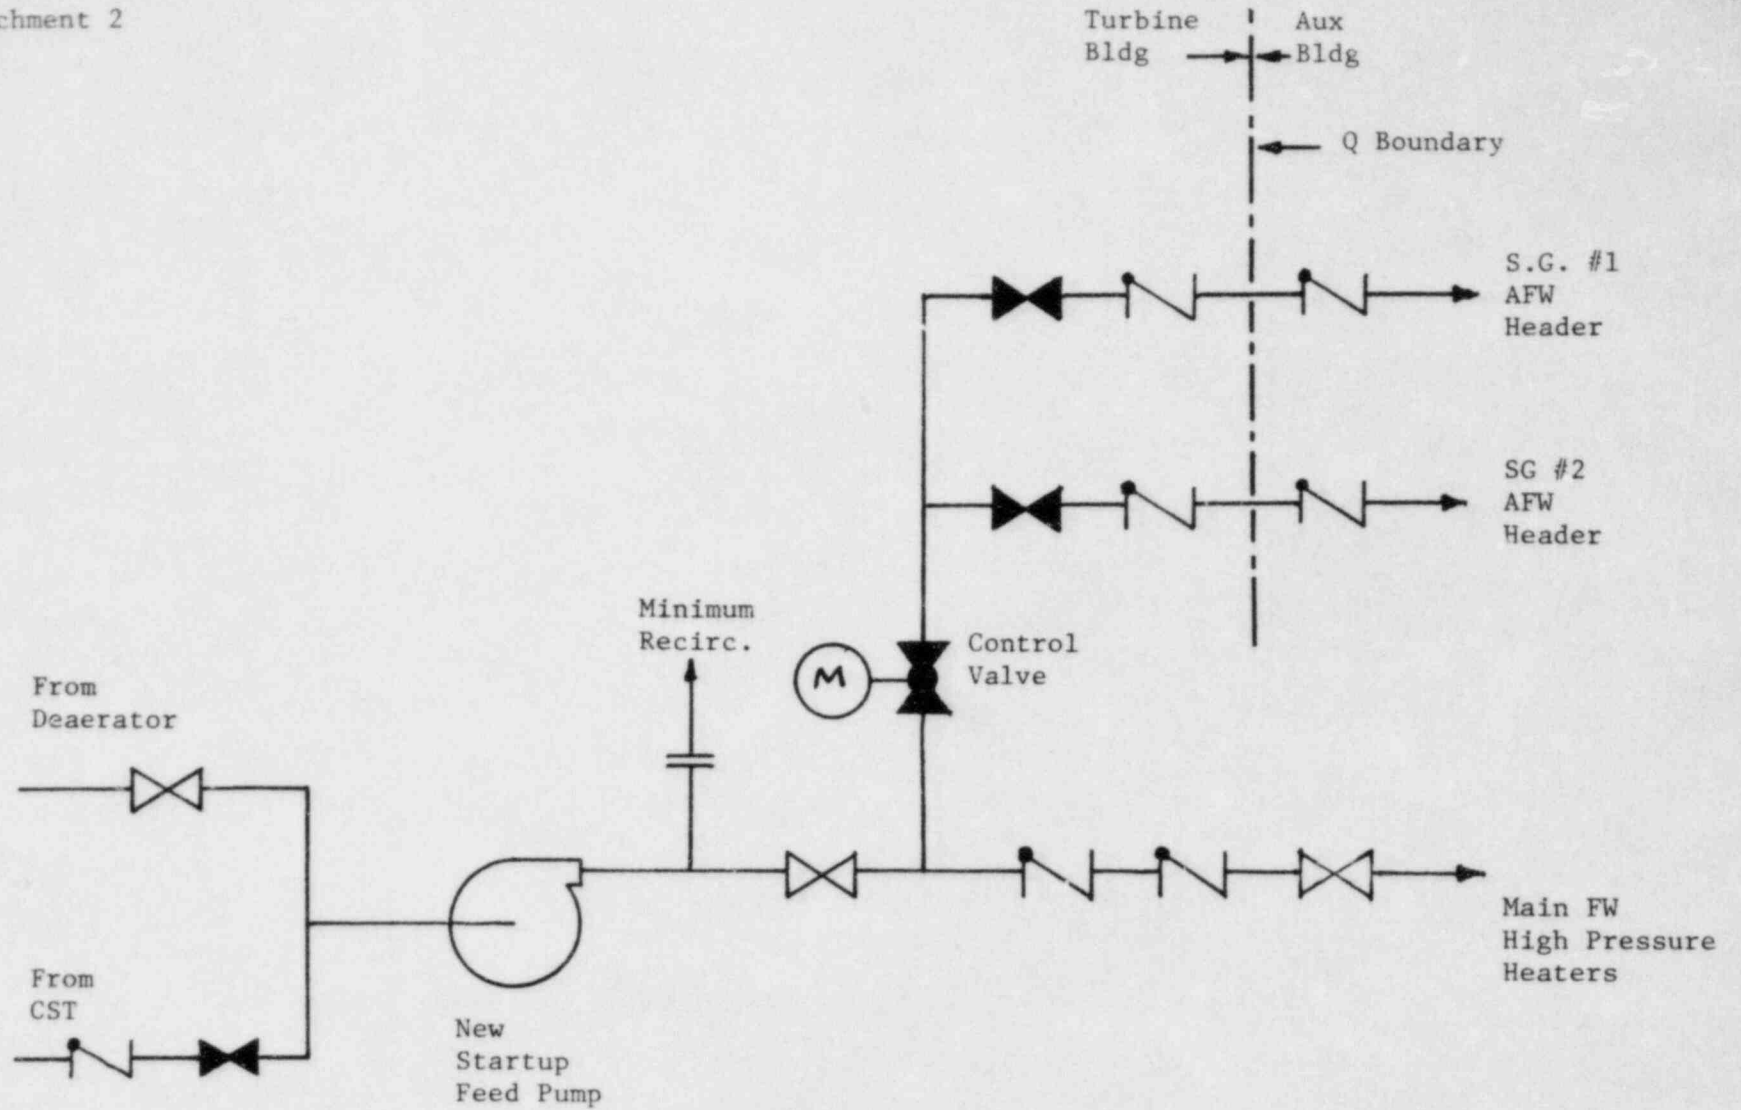 chment 2
Turbine
Bldg
Aux
Bldg
Q Boundary
S.G. #1
AFW
Header
SG #2
AFW
Header
Minimum
Recirc.
M
Control
Valve
From
Deaerator
Main FW
High Pressure
Heaters
From
CST
New
Startup
Feed Pump